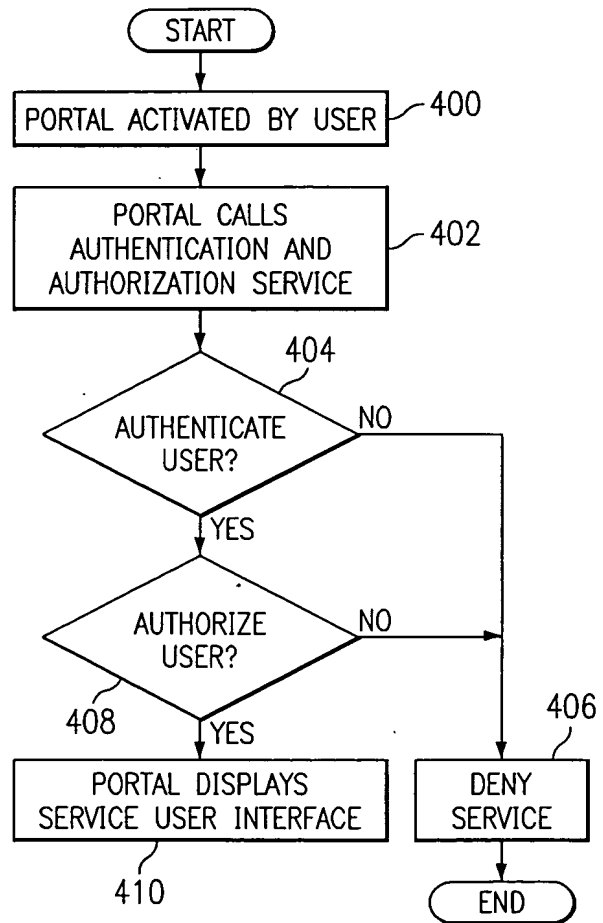 START
PORTAL ACTIVATED BY USER
400
PORTAL CALLS
AUTHENTICATION AND
AUTHORIZATION SERVICE
402
404
AUTHENTICATE
USER?
NO
YES
AUTHORIZE
USER?
NO
408
YES
406
PORTAL DISPLAYS
SERVICE USER INTERFACE
410
DENY
SERVICE
END